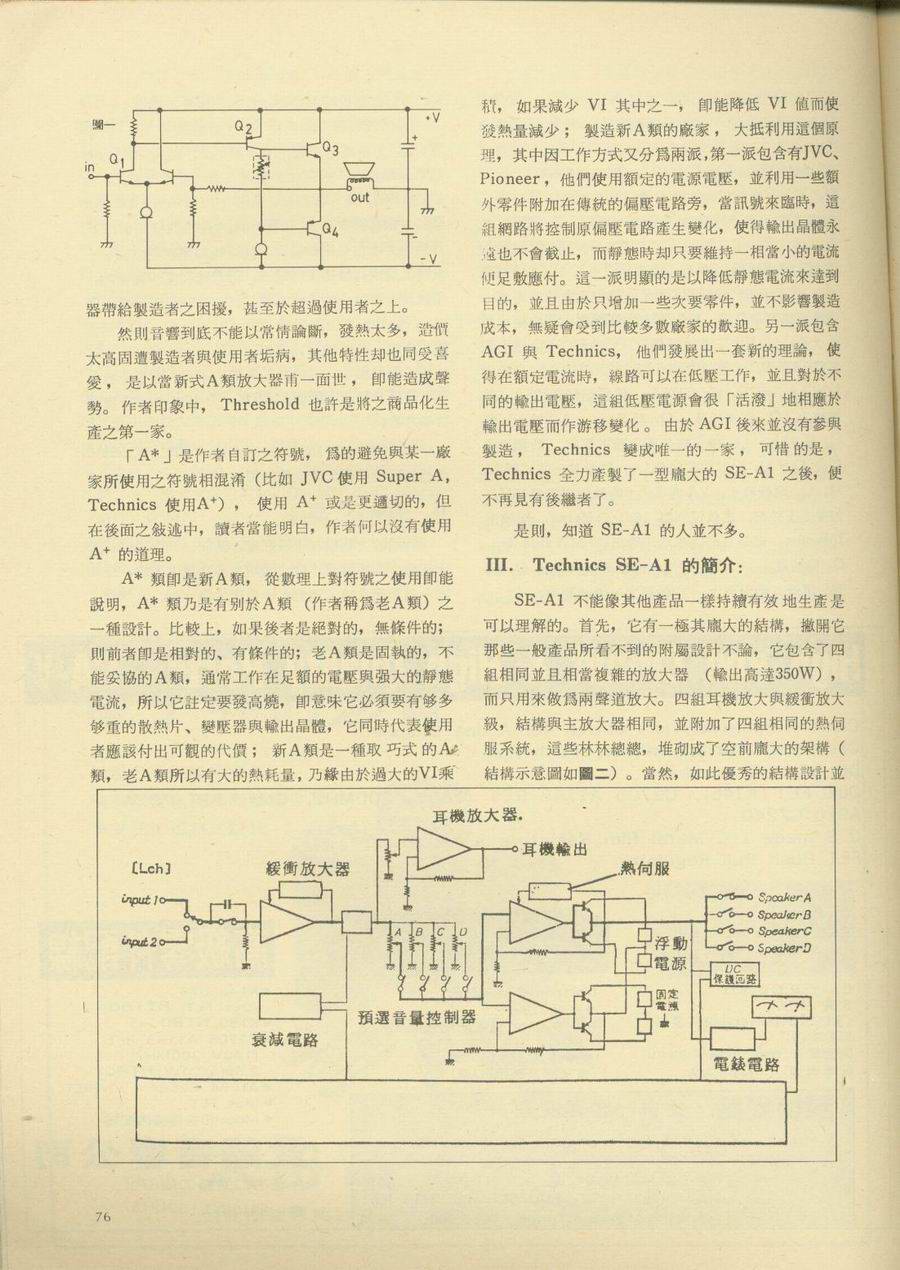 圖一
Q2
+V
Q3
+
in
Q1
out
Q4
-
-V
器帶給製造者之困擾，甚至於超過使用者之上。
然則音響到底不能以常情論斷，發熱太多，造價
太高固遭製造者與使用者垢病，其他特性却也同受喜
愛，是以當新式A類放大器甫一面世，卽能造成聲
勢。作者印象中，Threshold 也許是將之商品化生
產之第一家。
「A*」是作者自訂之符號，爲的避免與某一廠
家所使用之符號相混淆（比如 JVC 使用 Super A，
Technics 使用A⁺），使用 A⁺ 或是更適切的，但
在後面之敍述中，讀者當能明白，作者何以沒有使用
A⁺ 的道理。
A* 類卽是新A類，從數理上對符號之使用卽能
說明，A* 類乃是有別於A類（作者稱爲老A類）之
一種設計。比較上，如果後者是絕對的，無條件的；
則前者卽是相對的、有條件的；老A類是固執的，不
能妥協的A類，通常工作在足額的電壓與强大的靜態
電流，所以它註定要發高燒，卽意味它必須要有够多
够重的散熱片、變壓器與輸出晶體，它同時代表使用
者應該付出可觀的代價；新A類是一種取巧式的A
類，老A類所以有大的熱耗量，乃緣由於過大的VI乘
積，如果減少 VI 其中之一，卽能降低 VI 値而使
發熱量減少；製造新A類的廠家，大抵利用這個原
理，其中因工作方式又分爲兩派，第一派包含有JVC、
Pioneer，他們使用額定的電源電壓，並利用一些額
外零件附加在傳統的偏壓電路旁，當訊號來臨時，這
組網路將控制原偏壓電路產生變化，使得輸出晶體永
遠也不會截止，而靜態時却只要維持一相當小的電流
便足敷應付。這一派明顯的是以降低靜態電流來達到
目的，並且由於只增加一些次要零件，並不影響製造
成本，無疑會受到比較多數廠家的歡迎。另一派包含
AGI 與 Technics，他們發展出一套新的理論，使
得在額定電流時，線路可以在低壓工作，並且對於不
同的輸出電壓，這組低壓電源會很「活潑」地相應於
輸出電壓而作游移變化。由於 AGI 後來並沒有參與
製造，Technics 變成唯一的一家，可惜的是，
Technics 全力產製了一型龐大的 SE-A1 之後，便
不再見有後繼者了。
是則，知道 SE-A1 的人並不多。
III. Technics SE-A1 的簡介：
SE-A1 不能像其他產品一樣持續有效地生產是
可以理解的。首先，它有一極其龐大的結構，撇開它
那些一般產品所看不到的附屬設計不論，它包含了四
組相同並且相當複雜的放大器（輸出高達350W），
而只用來做爲兩聲道放大。四組耳機放大與緩衝放大
級，結構與主放大器相同，並附加了四組相同的熱伺
服系統，這些林林總總，堆砌成了空前龐大的架構（
結構示意圖如圖二）。當然，如此優秀的結構設計並
耳機放大器.
耳機輸出
[Lch]
緩衝放大器
熱伺服
input 1
input 2
A B C D
Speaker A
Speaker B
Speaker C
Speaker D
浮動
電源
DC
保護回路
固定
電源
預選音量控制器
衰減電路
電錶電路
76